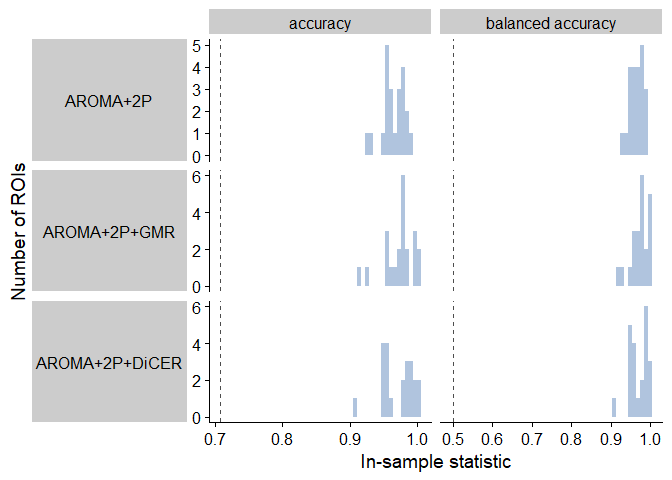 accuracy balanced accuracy
Number of ROIs
AROMA+2P
5
4
3
2
1
0
AROMA+2P+GMR
6
4
2
0
AROMA+2P+DiCER
6
4
2
0
0.7 0.8 0.9 1.0 0.5 0.6 0.7 0.8 0.9 1.0
In-sample statistic